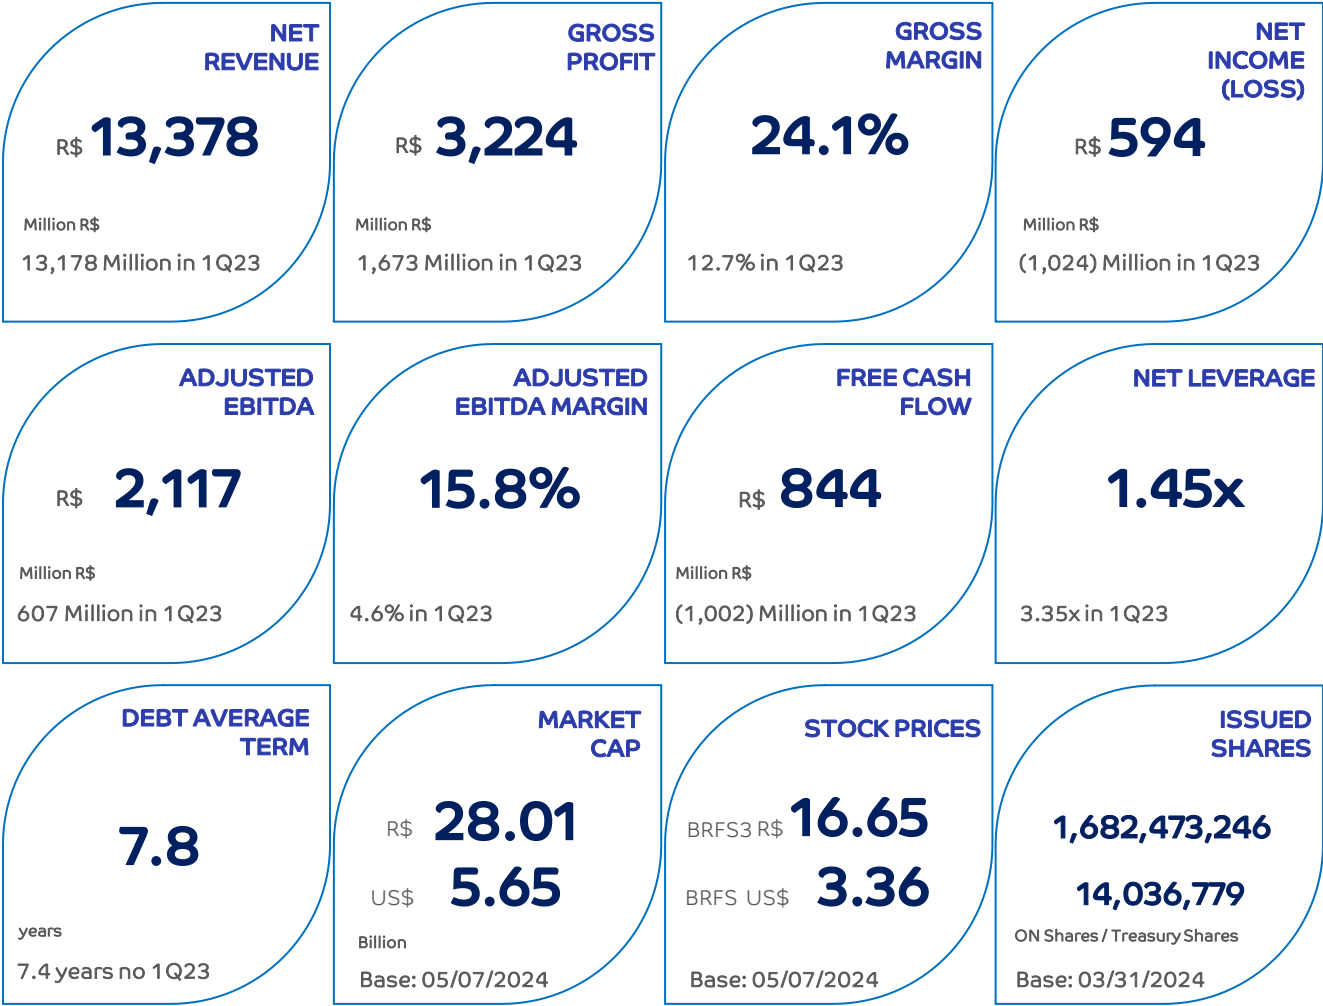 NET
REVENUE
R$ 13,378
Million R$
13,178 Million in 1Q23
GROSS
PROFIT
R$ 3,224
Million R$
1,673 Million in 1Q23
GROSS
MARGIN
24.1%
12.7% in 1Q23
NET
INCOME
(LOSS)
R$ 594
Million R$
(1,024) Million in 1Q23
ADJUSTED
EBITDA
R$ 2,117
Million R$
607 Million in 1Q23
ADJUSTED
EBITDA MARGIN
15.8%
4.6% in 1Q23
FREE CASH
FLOW
R$ 844
Million R$
(1,002) Million in 1Q23
NET LEVERAGE
1.45x
3.35x in 1Q23
DEBT AVERAGE
TERM
7.8
years
7.4 years no 1Q23
MARKET
CAP
R$ 28.01
US$ 5.65
Billion
Base: 05/07/2024
STOCK PRICES
BRFS3 R$ 16.65
BRFS US$ 3.36
Base: 05/07/2024
ISSUED
SHARES
1,682,473,246
14,036,779
ON Shares / Treasury Shares
Base: 03/31/2024